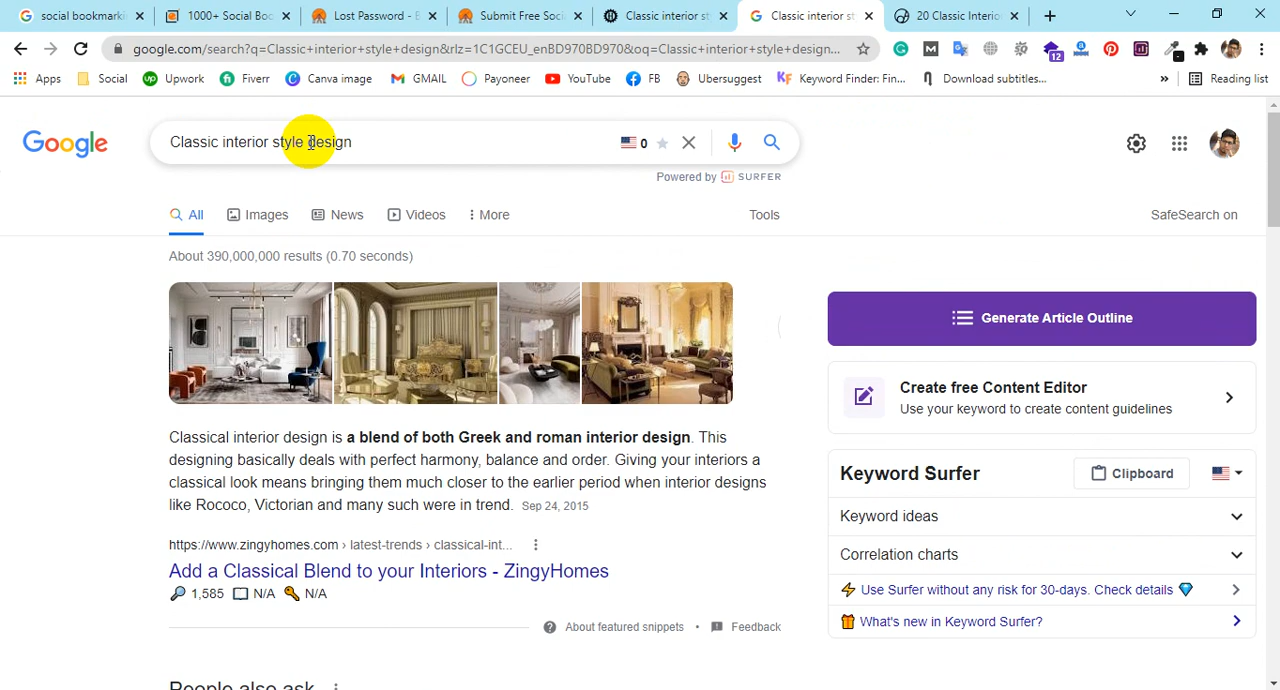 social bookmarki
1000+ Social Boo
Lost Password - E
Submit Free Soci
Classic interior st
Classic interior st
20 Classic Interio
google.com/search?q=Classic+interior+style+design&rlz=1C1GCEU_enBD970BD970&oq=Classic+interior+style+design...
12
Apps
Social
Upwork
Fiverr
Canva image
GMAIL
Payoneer
YouTube
FB
Ubersuggest
Keyword Finder: Fin...
Download subtitles...
»
Reading list
Google
Classic interior style design
0
Powered by SURFER
All
Images
News
Videos
More
Tools
SafeSearch on
About 390,000,000 results (0.70 seconds)
Generate Article Outline
Create free Content Editor
Use your keyword to create content guidelines
Classical interior design is a blend of both Greek and roman interior design. This
designing basically deals with perfect harmony, balance and order. Giving your interiors a
classical look means bringing them much closer to the earlier period when interior designs
like Rococo, Victorian and many such were in trend. Sep 24, 2015
Keyword Surfer
Clipboard
Keyword ideas
Correlation charts
Use Surfer without any risk for 30-days. Check details
What's new in Keyword Surfer?
https://www.zingyhomes.com › latest-trends › classical-int...
Add a Classical Blend to your Interiors - ZingyHomes
1,585 N/A N/A
About featured snippets • Feedback
People also ask